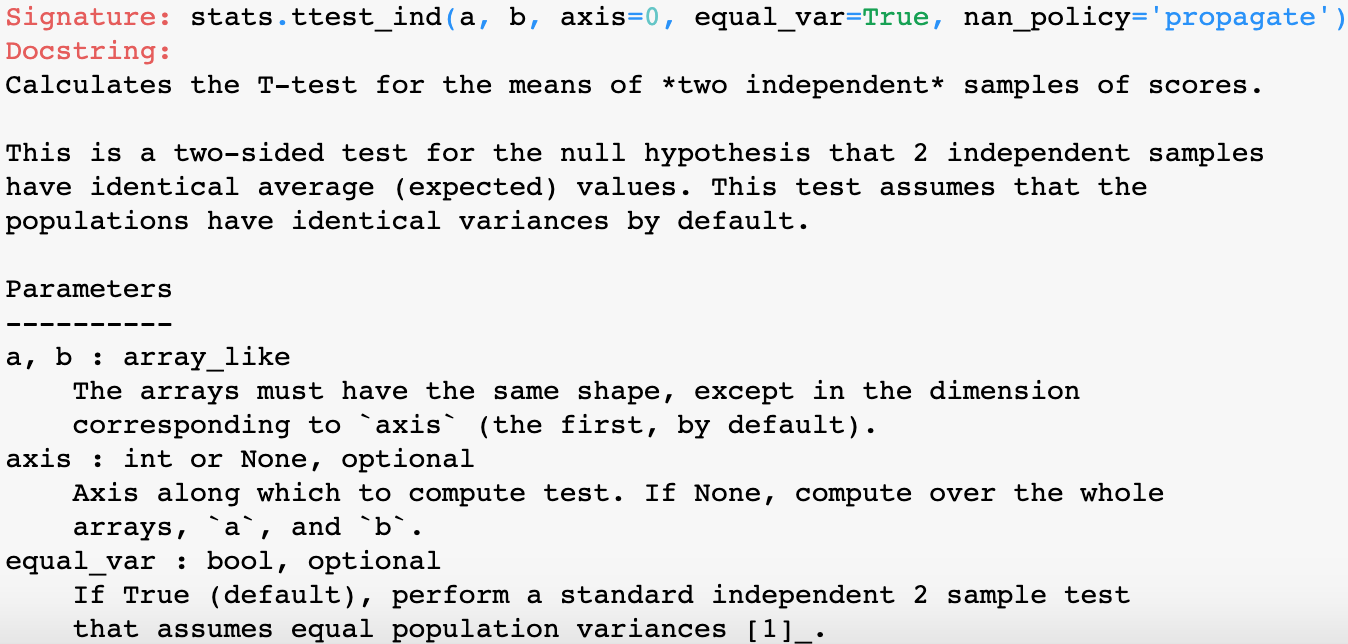 Signature: stats.ttest_ind(a, b, axis=0, equal_var=True, nan_policy='propagate')
Docstring:
Calculates the T-test for the means of *two independent* samples of scores.
This is a two-sided test for the null hypothesis that 2 independent samples
have identical average (expected) values. This test assumes that the
populations have identical variances by default.
Parameters
----------
a, b : array_like
The arrays must have the same shape, except in the dimension
corresponding to `axis` (the first, by default).
axis : int or None, optional
Axis along which to compute test. If None, compute over the whole
arrays, `a`, and `b`.
equal_var : bool, optional
If True (default), perform a standard independent 2 sample test
that assumes equal population variances [1]_.